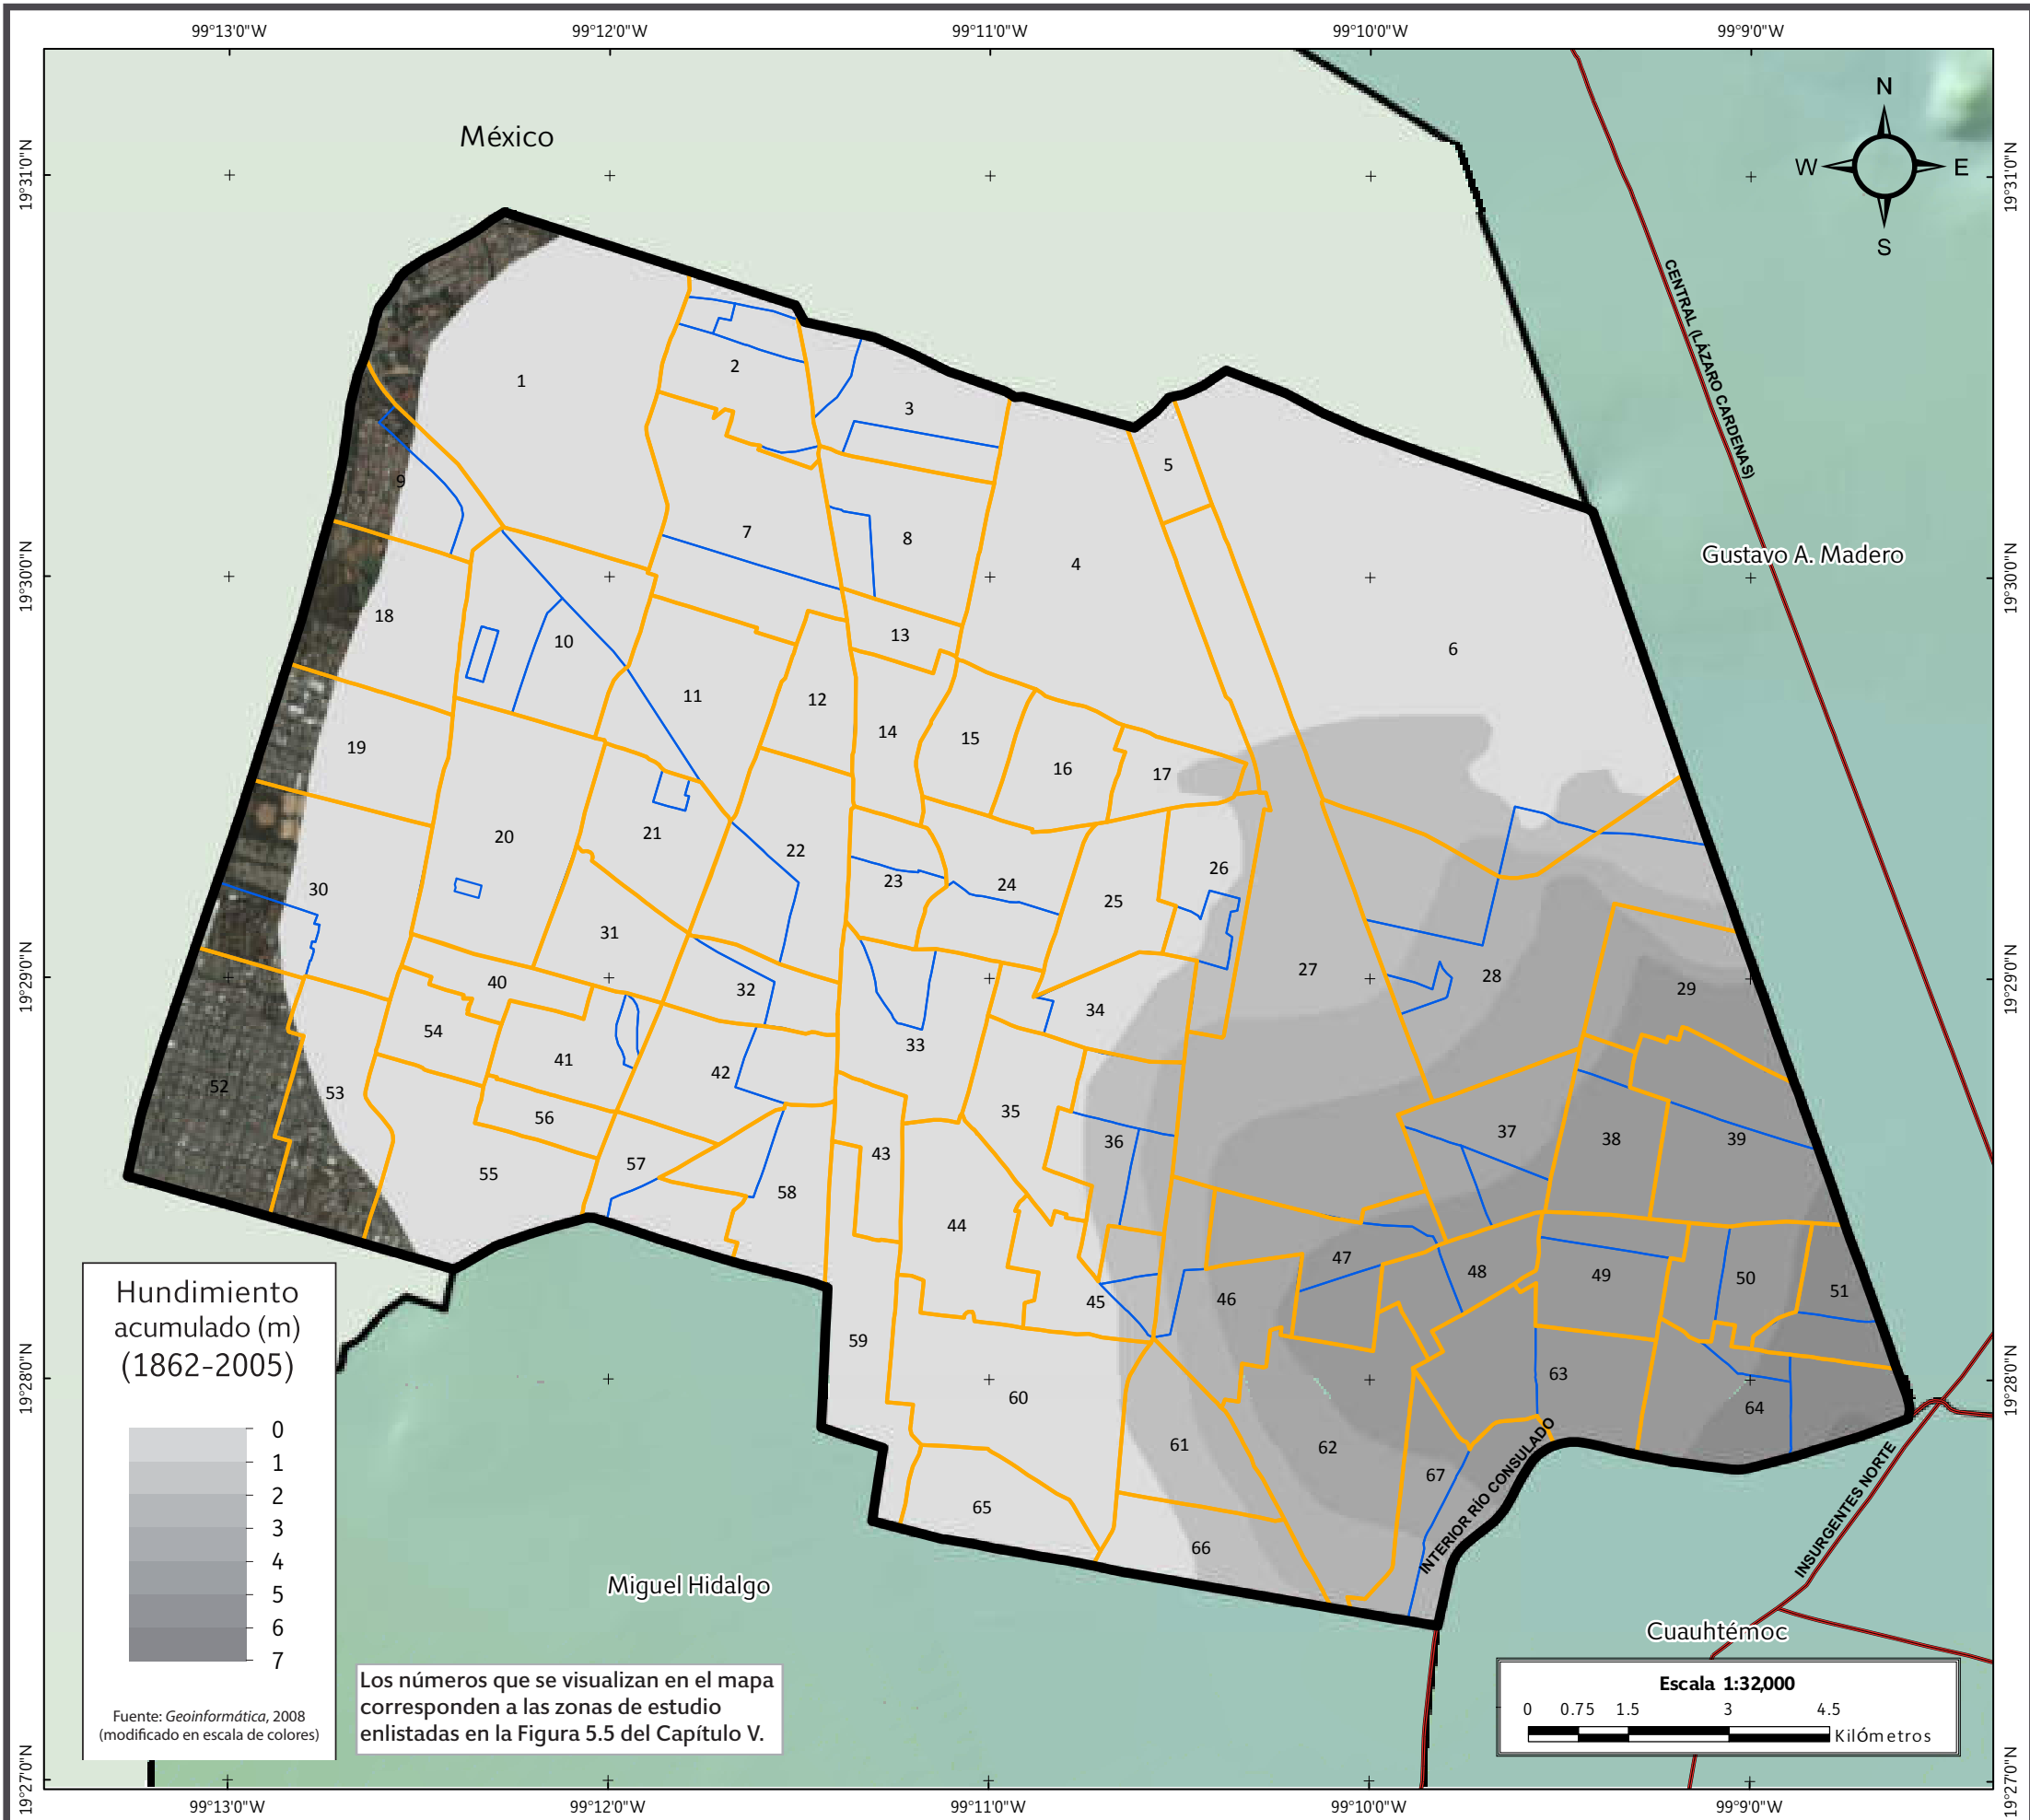 99°13'0"W 99°12'0"W 99°11'0"W 99°10'0"W 99°9'0"W
México
N
W E
S
19°31'0"N 19°31'0"N
CENTRAL (LÁZARO CARDENAS)
1
2
3
5
9
7
8
4
Gustavo A. Madero
19°30'0"N 19°30'0"N
18
10
13
6
11
12
14
15
16
17
19
20
21
22
23
24
25
26
30
31
32
27
28
29
19°29'0"N 19°29'0"N
40
54
41
42
33
34
52
53
56
57
55
58
43
35
36
37
38
39
44
45
46
47
48
49
50
51
59
60
61
62
63
64
65
66
67
19°28'0"N 19°28'0"N
INTERIOR RÍO CONSULADO
INSURGENTES NORTE
Miguel Hidalgo
Cuauhtémoc
Hundimiento
acumulado (m)
(1862-2005)
0
1
2
3
4
5
6
7
Fuente: Geoinformática, 2008
(modificado en escala de colores)
Los números que se visualizan en el mapa
corresponden a las zonas de estudio
enlistadas en la Figura 5.5 del Capítulo V.
Escala 1:32,000
0 0.75 1.5 3 4.5
Kilómetros
19°27'0"N 19°27'0"N
99°13'0"W 99°12'0"W 99°11'0"W 99°10'0"W 99°9'0"W